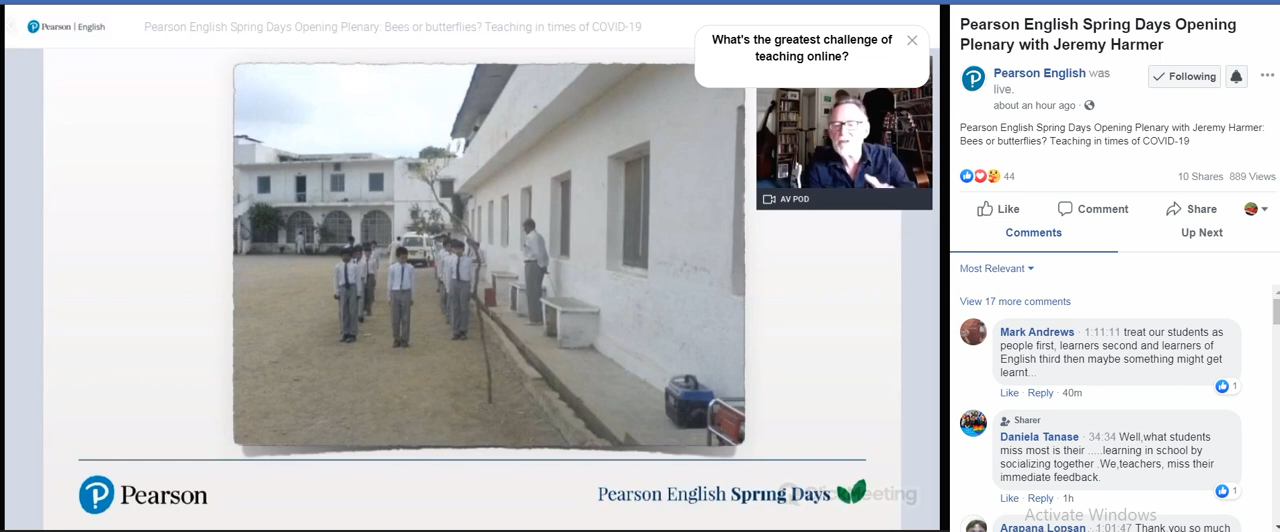 Pearson | English
Pearson English Spring Days Opening Plenary: Bees or butterflies? Teaching in times of COVID-19
What's the greatest challenge of
teaching online?
AV POD
Pearson
Pearson English Spring Days
Pearson English Spring Days Opening
Plenary with Jeremy Harmer
Pearson English was
live.
about an hour ago ·
Following
Pearson English Spring Days Opening Plenary with Jeremy Harmer:
Bees or butterflies? Teaching in times of COVID-19
44
10 Shares 889 Views
Like
Comment
Share
Comments
Up Next
Most Relevant
View 17 more comments
Mark Andrews · 1:11:11 treat our students as
people first, learners second and learners of
English third then maybe something might get
learnt...
1
Like · Reply · 40m
Sharer
Daniela Tanase · 34:34 Well,what students
miss most is their .....learning in school by
socializing together .We,teachers, miss their
immediate feedback.
1
Like · Reply · 1h
Activate Windows
Arapana Lopsan · 1:01:47 Thank you so much